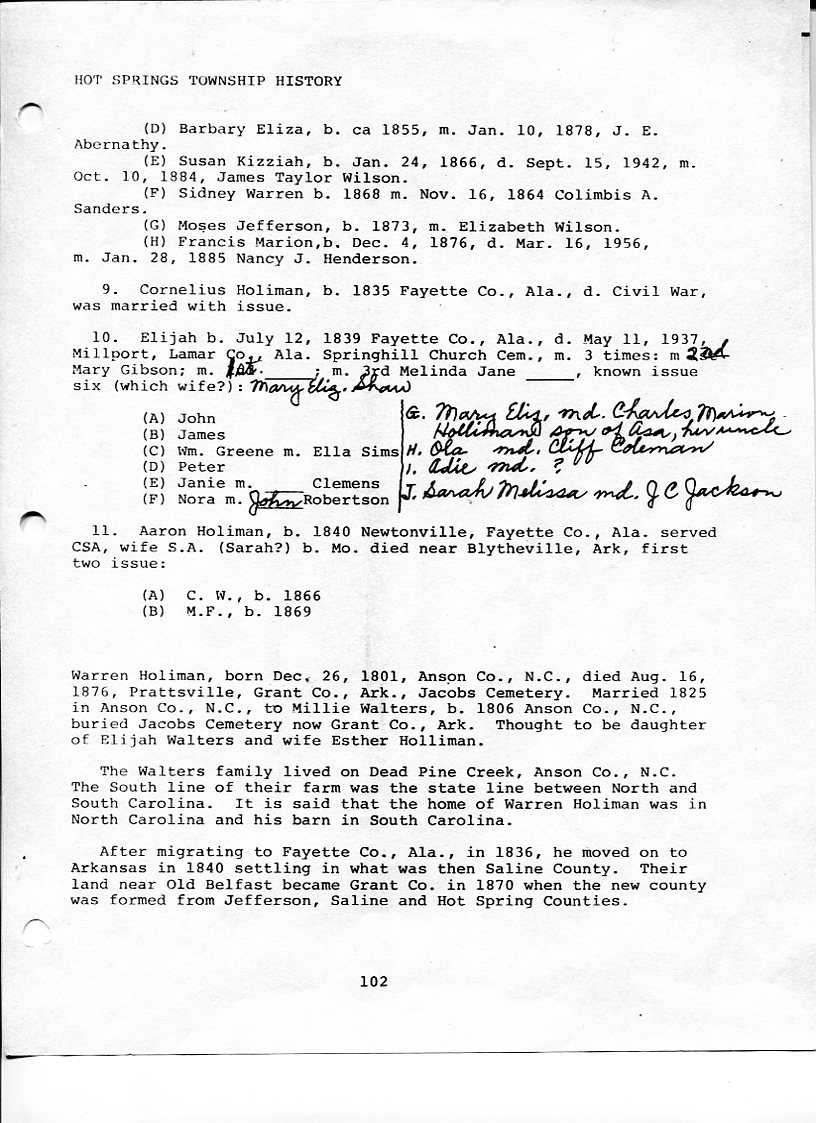 HOT SPRINGS TOWNSHIP HISTORY
(D) Barbary Eliza, b. ca 1855, m. Jan. 10, 1878, J. E.
Abernathy.
(E) Susan Kizziah, b. Jan. 24, 1866, d. Sept. 15, 1942, m.
Oct. 10, 1884, James Taylor Wilson.
(F) Sidney Warren b. 1868 m. Nov. 16, 1864 Colimbis A.
Sanders.
(G) Moses Jefferson, b. 1873, m. Elizabeth Wilson.
(H) Francis Marion,b. Dec. 4, 1876, d. Mar. 16, 1956,
m. Jan. 28, 1885 Nancy J. Henderson.
9. Cornelius Holiman, b. 1835 Fayette Co., Ala., d. Civil War,
was married with issue.
10. Elijah b. July 12, 1839 Fayette Co., Ala., d. May 11, 1937,
Millport, Lamar Co., Ala. Springhill Church Cem., m. 3 times: m 2nd
Mary Gibson; m. 1st. _____; m. 3rd Melinda Jane _____, known issue
six (which wife?): Mary Eliz. Shaw
(A) John
(B) James
(C) Wm. Greene m. Ella Sims
(D) Peter
(E) Janie m. ____ Clemens
(F) Nora m. John Robertson
G. Mary Eliz, md. Charles Marion
Holliman son of Asa, her uncle
H. Ola md. Cliff Coleman
I. Adie md. ?
J. Sarah Melissa md. J C Jackson
11. Aaron Holiman, b. 1840 Newtonville, Fayette Co., Ala. served
CSA, wife S.A. (Sarah?) b. Mo. died near Blytheville, Ark, first
two issue:
(A) C. W., b. 1866
(B) M.F., b. 1869
Warren Holiman, born Dec. 26, 1801, Anson Co., N.C., died Aug. 16,
1876, Prattsville, Grant Co., Ark., Jacobs Cemetery. Married 1825
in Anson Co., N.C., to Millie Walters, b. 1806 Anson Co., N.C.,
buried Jacobs Cemetery now Grant Co., Ark. Thought to be daughter
of Elijah Walters and wife Esther Holliman.
The Walters family lived on Dead Pine Creek, Anson Co., N.C.
The South line of their farm was the state line between North and
South Carolina. It is said that the home of Warren Holiman was in
North Carolina and his barn in South Carolina.
After migrating to Fayette Co., Ala., in 1836, he moved on to
Arkansas in 1840 settling in what was then Saline County. Their
land near Old Belfast became Grant Co. in 1870 when the new county
was formed from Jefferson, Saline and Hot Spring Counties.
102